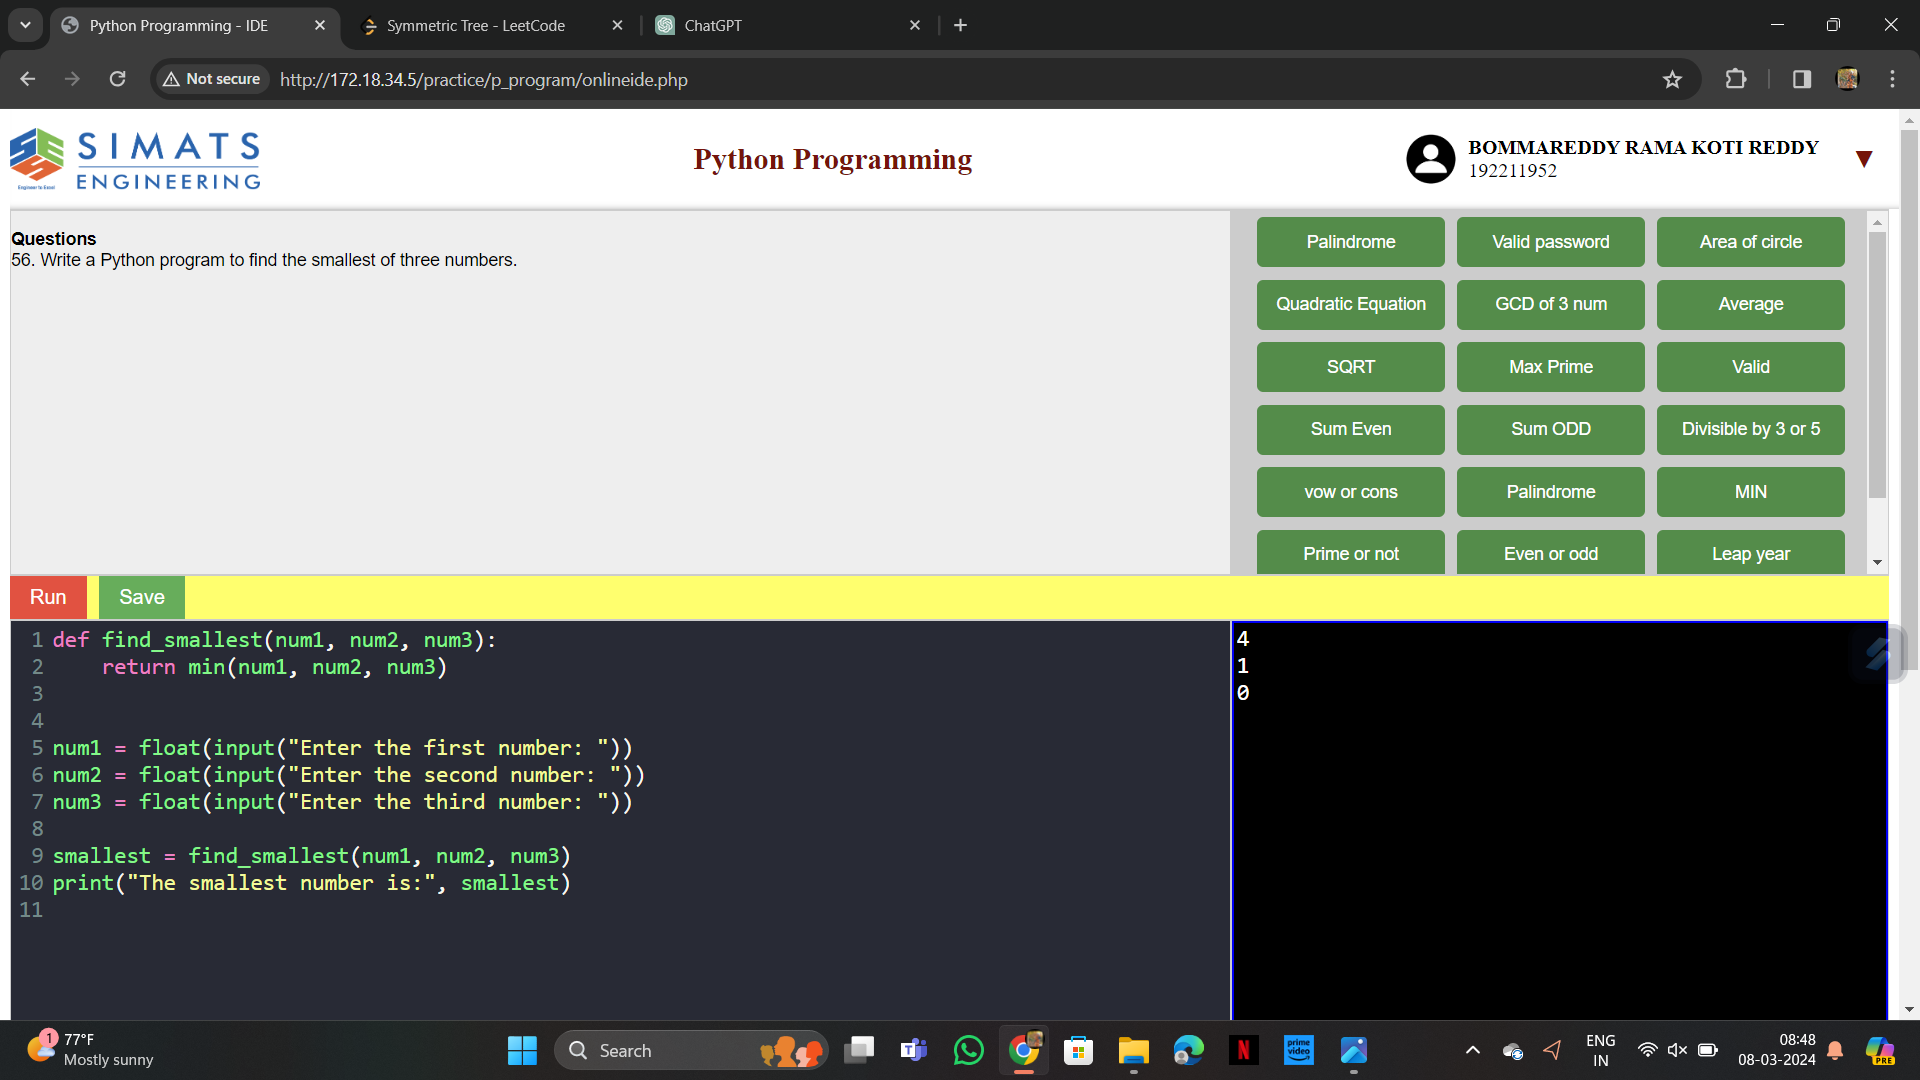 Python Programming - IDE
Symmetric Tree - LeetCode
ChatGPT
Not secure
http://172.18.34.5/practice/p_program/onlineide.php
SIMATS
ENGINEERING
Engineer to Excel
Python Programming
BOMMAREDDY RAMA KOTI REDDY
192211952
Questions
56. Write a Python program to find the smallest of three numbers.
Palindrome
Valid password
Area of circle
Quadratic Equation
GCD of 3 num
Average
SQRT
Max Prime
Valid
Sum Even
Sum ODD
Divisible by 3 or 5
vow or cons
Palindrome
MIN
Prime or not
Even or odd
Leap year
Run
Save
1 def find_smallest(num1, num2, num3):
2     return min(num1, num2, num3)
3
4
5 num1 = float(input("Enter the first number: "))
6 num2 = float(input("Enter the second number: "))
7 num3 = float(input("Enter the third number: "))
8
9 smallest = find_smallest(num1, num2, num3)
10 print("The smallest number is:", smallest)
11
4
1
0
1
77°F
Mostly sunny
Search
prime video
N
PRE
ENG
IN
08:48
08-03-2024